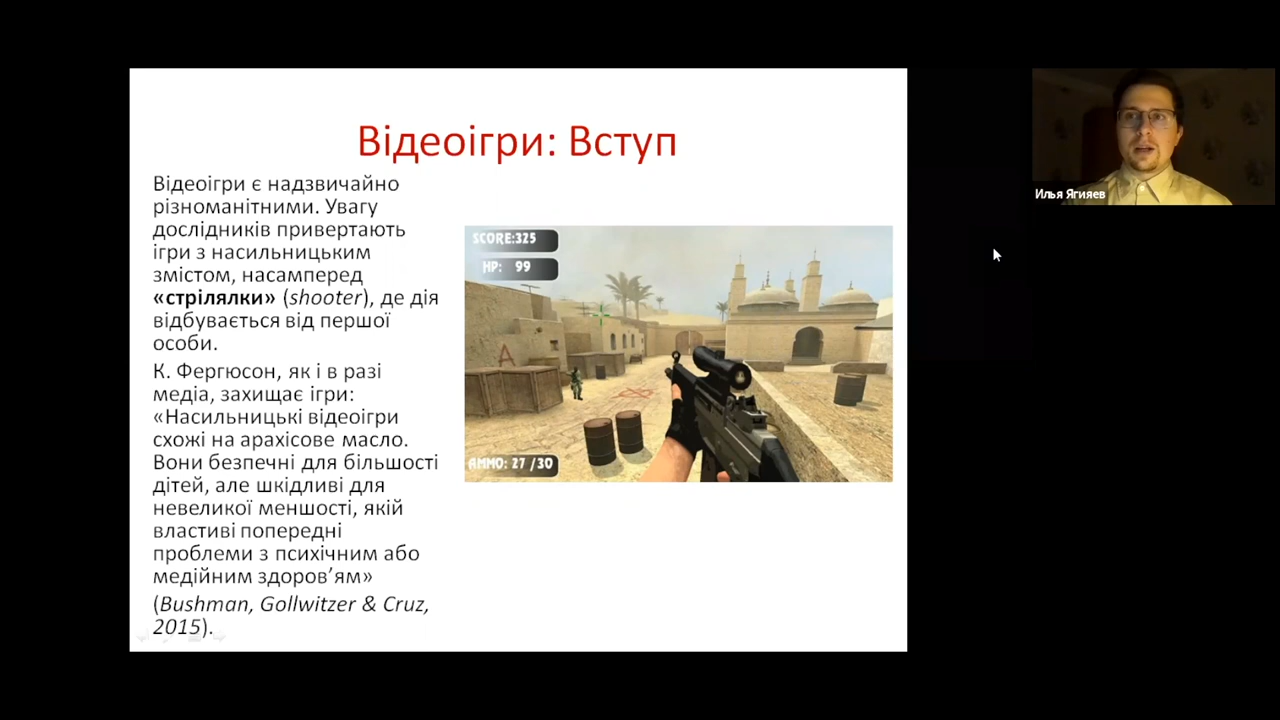 Відеоігри: Вступ
Відеоігри є надзвичайно
різноманітними. Увагу
дослідників привертають
ігри з насильницьким
змістом, насамперед
«стрілялки» (shooter), де дія
відбувається від першої
особи.
К. Фергюсон, як і в разі
медіа, захищає ігри:
«Насильницькі відеоігри
схожі на арахісове масло.
Вони безпечні для більшості
дітей, але шкідливі для
невеликої меншості, якій
властиві попередні
проблеми з психічним або
медійним здоров’ям»
(Bushman, Gollwitzer & Cruz,
2015).
SCORE:325
HP: 99
A
AMMO: 27 /30
Илья Ягияев